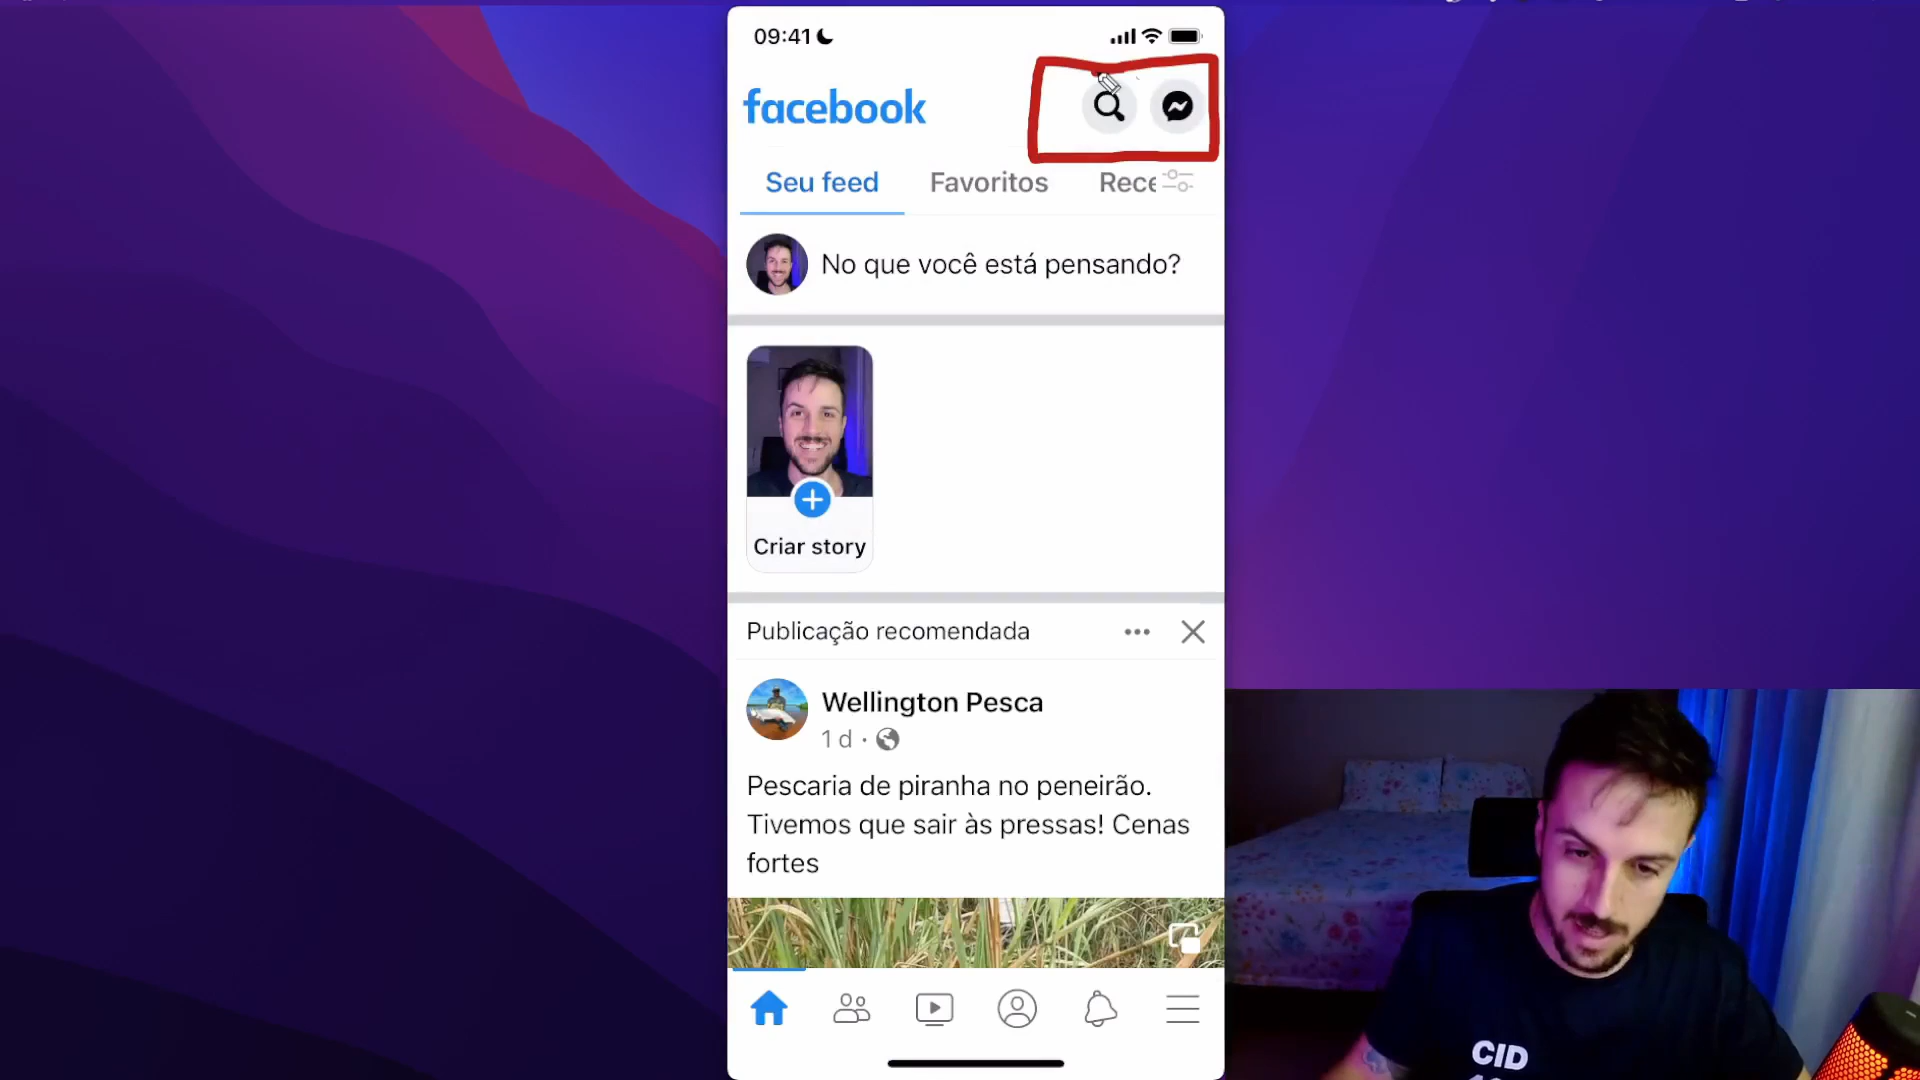 09:41
facebook
Seu feed Favoritos Rece
No que você está pensando?
Criar story
Publicação recomendada
Wellington Pesca
1 d
Pescaria de piranha no peneirão.
Tivemos que sair às pressas! Cenas
fortes
CID